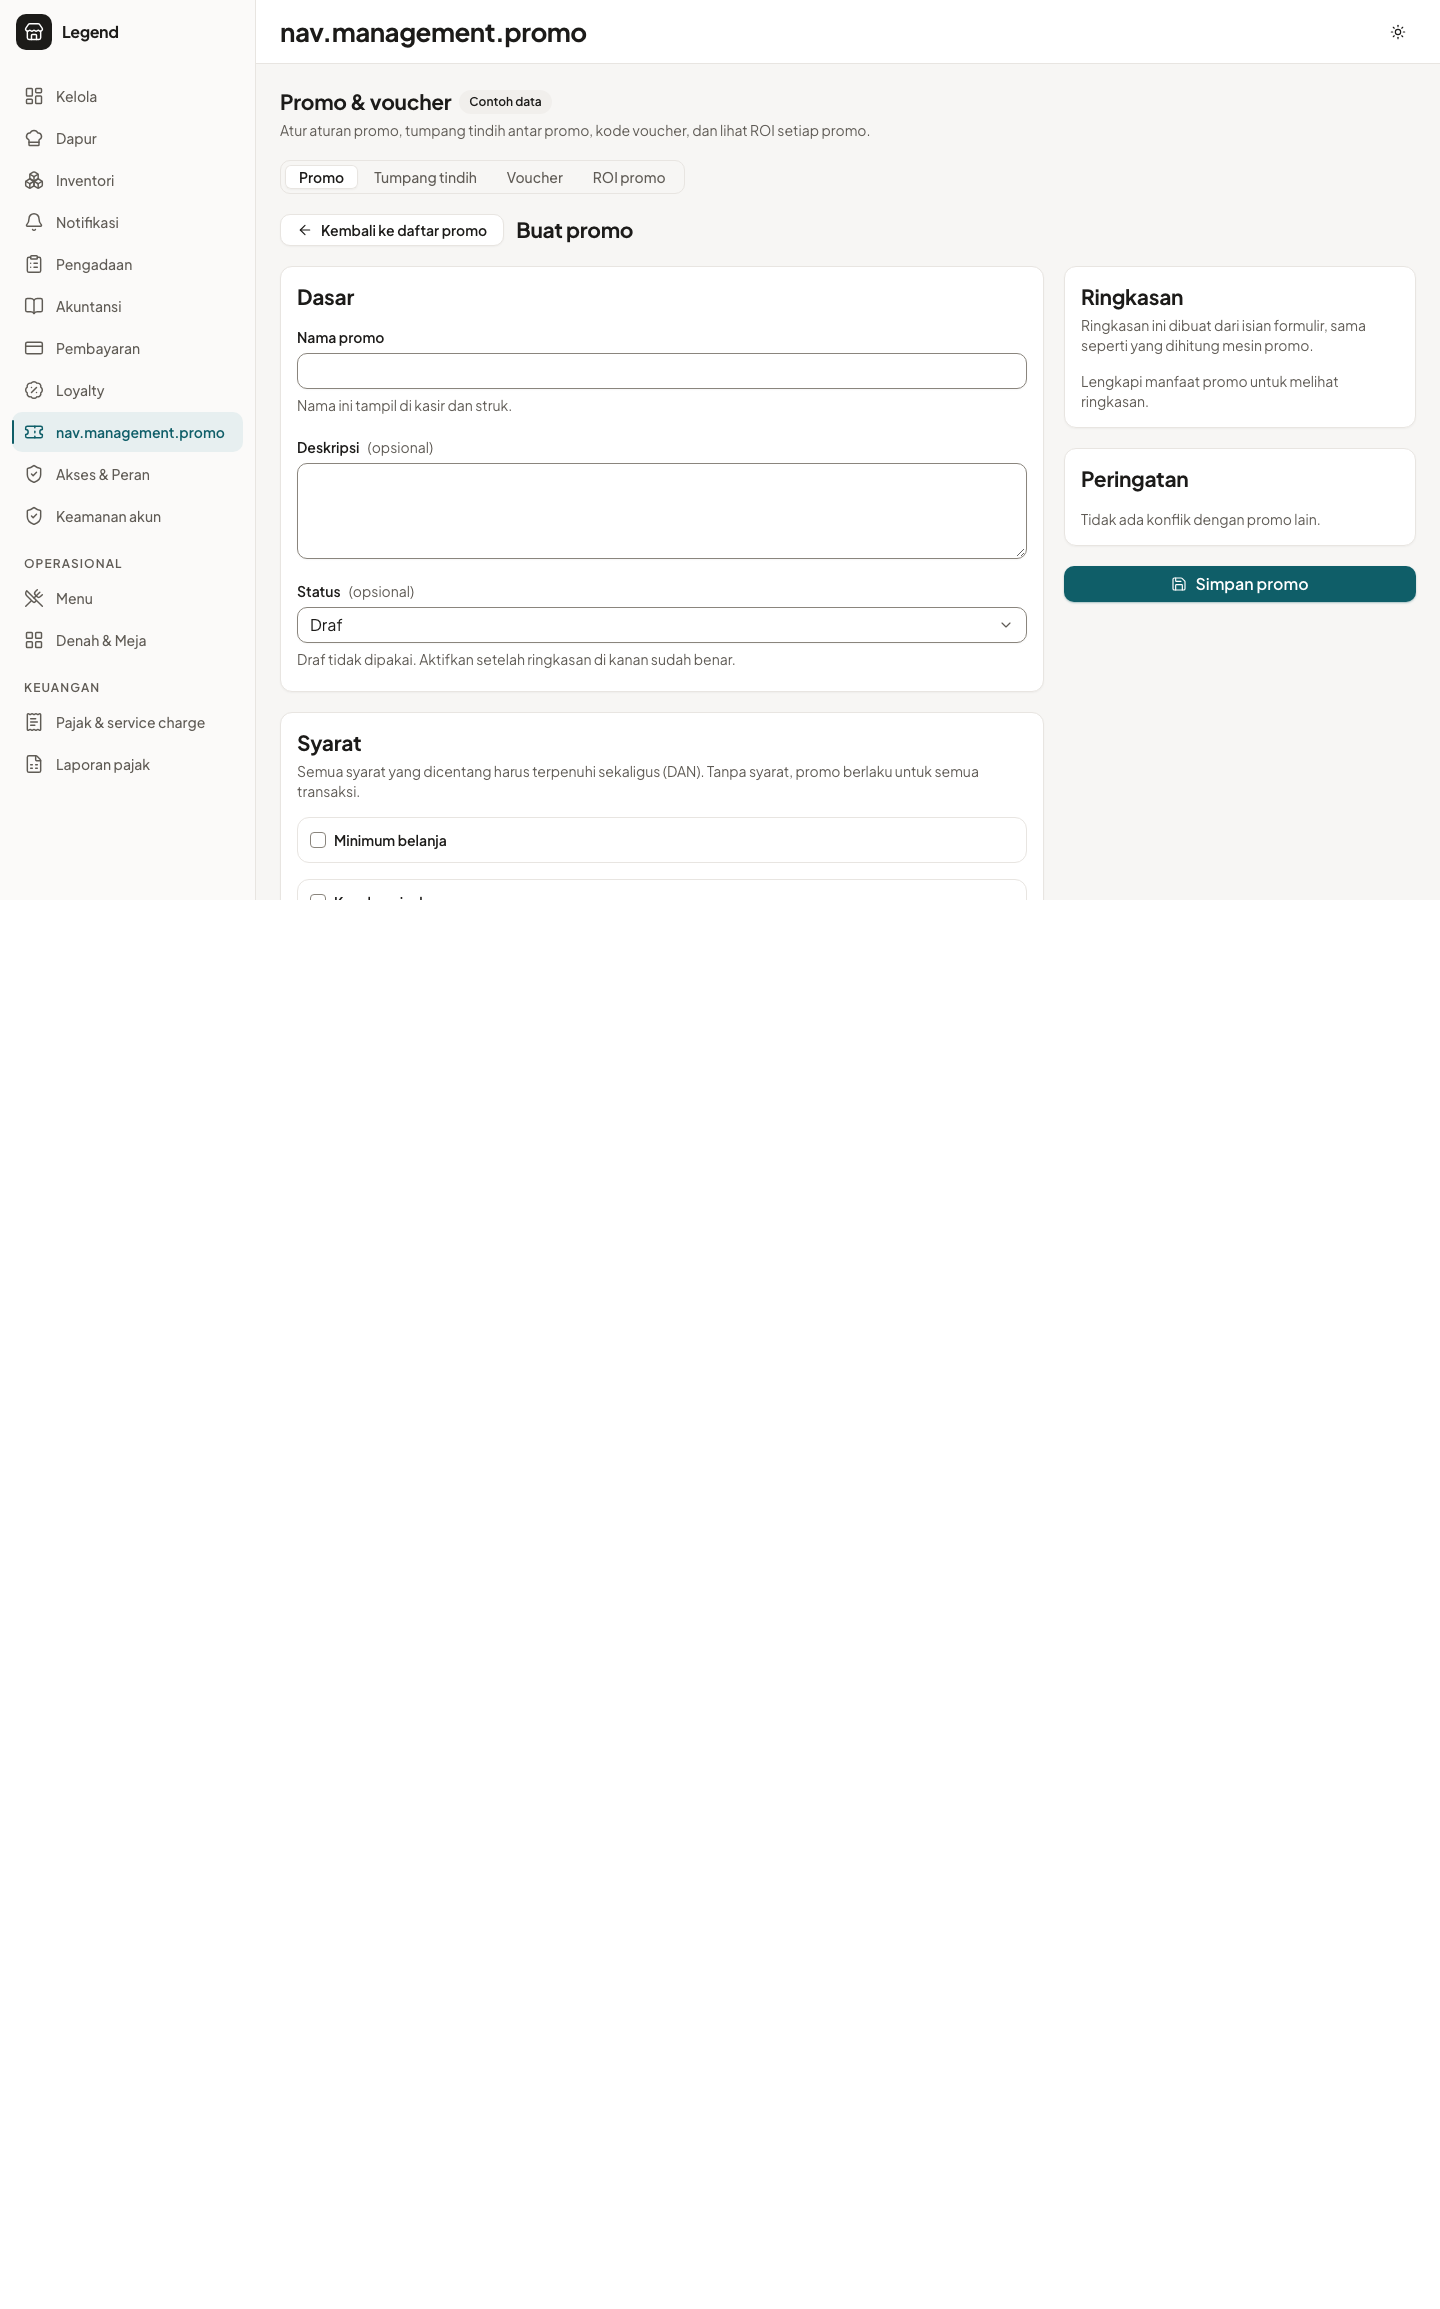 Legend
nav.management.promo
Kelola
Dapur
Inventori
Notifikasi
Pengadaan
Akuntansi
Pembayaran
Loyalty
nav.management.promo
Akses & Peran
Keamanan akun
OPERASIONAL
Menu
Denah & Meja
KEUANGAN
Pajak & service charge
Laporan pajak
Promo & voucher
Contoh data
Atur aturan promo, tumpang tindih antar promo, kode voucher, dan lihat ROI setiap promo.
Promo
Tumpang tindih
Voucher
ROI promo
Kembali ke daftar promo
Buat promo
Dasar
Nama promo
Nama ini tampil di kasir dan struk.
Deskripsi (opsional)
Status (opsional)
Draf
Draf tidak dipakai. Aktifkan setelah ringkasan di kanan sudah benar.
Syarat
Semua syarat yang dicentang harus terpenuhi sekaligus (DAN). Tanpa syarat, promo berlaku untuk semua
transaksi.
Minimum belanja
Ringkasan
Ringkasan ini dibuat dari isian formulir, sama
seperti yang dihitung mesin promo.
Lengkapi manfaat promo untuk melihat
ringkasan.
Peringatan
Tidak ada konflik dengan promo lain.
Simpan promo